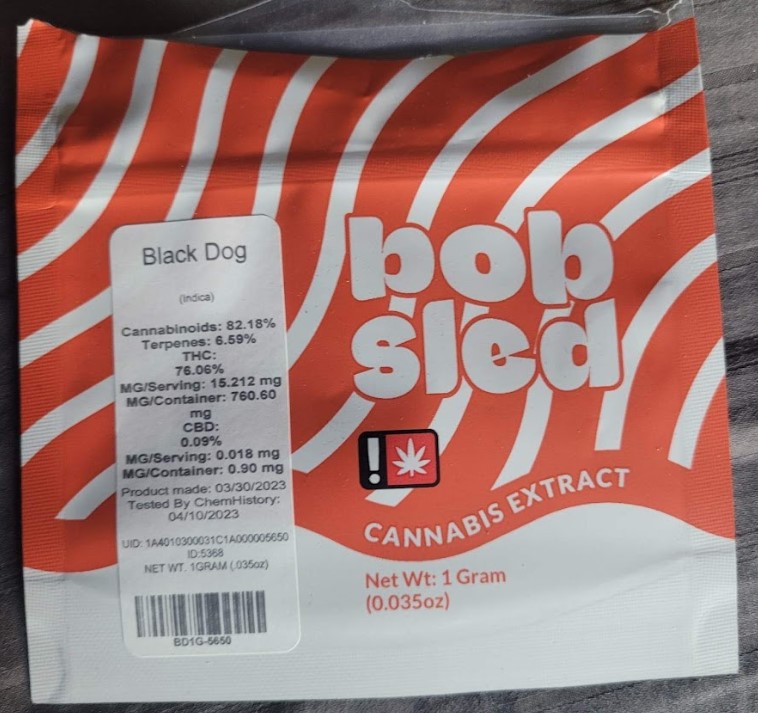 Black Dog
(Indica)
Cannabinoids: 82.18%
Terpenes: 6.59%
THC:
76.06%
MG/Serving: 15.212 mg
MG/Container: 760.60
mg
CBD:
0.09%
MG/Serving: 0.018 mg
MG/Container: 0.90 mg
Product made: 03/30/2023
Tested By ChemHistory:
04/10/2023
UID: 1A4010300031C1A000005650
ID:5368
NET WT. 1GRAM (.035oz)
BD1G-5650
bob
sled
!
CANNABIS EXTRACT
Net Wt: 1 Gram
(0.035oz)